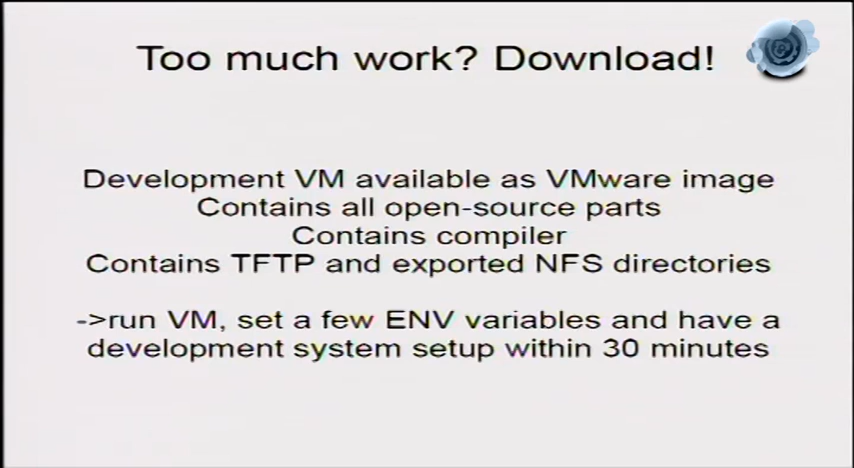 Too much work? Download!
Development VM available as VMware image
Contains all open-source parts
Contains compiler
Contains TFTP and exported NFS directories
->run VM, set a few ENV variables and have a
development system setup within 30 minutes